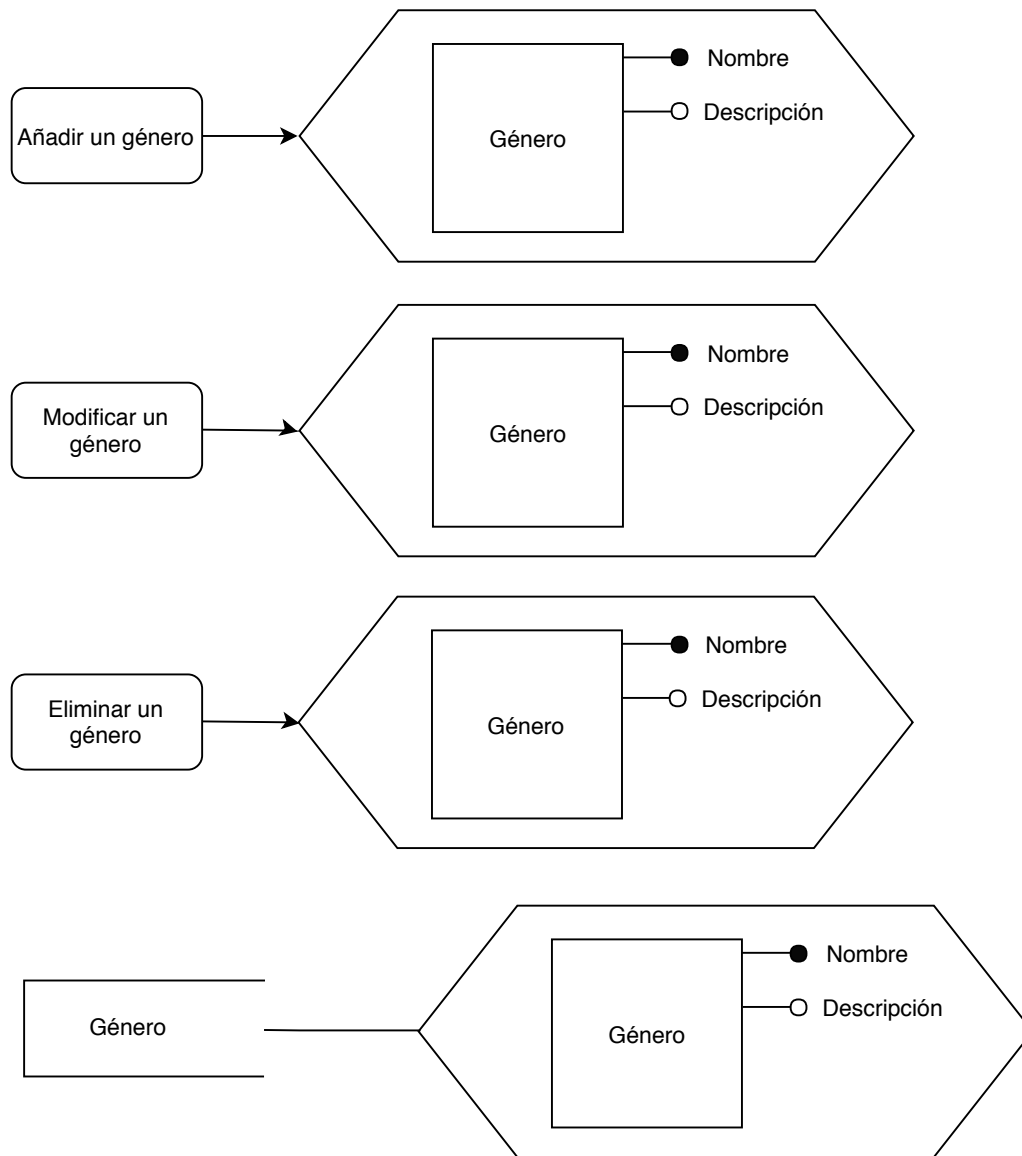 Nombre
Descripción
Añadir un género
Género
Nombre
Descripción
Modificar un
género
Género
Nombre
Descripción
Eliminar un
género
Género
Nombre
Descripción
Género
Género